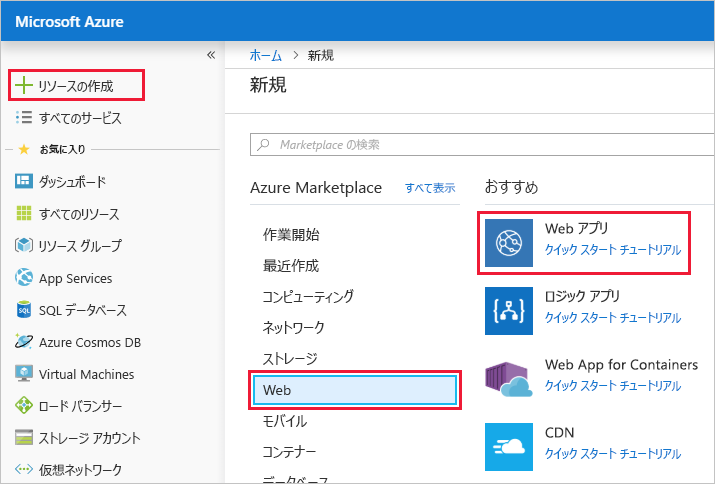 Microsoft Azure
«
リソースの作成
すべてのサービス
お気に入り
ダッシュボード
すべてのリソース
リソース グループ
App Services
SQL データベース
Azure Cosmos DB
Virtual Machines
ロード バランサー
ストレージ アカウント
仮想ネットワーク
ホーム > 新規
新規
Marketplace の検索
Azure Marketplace すべて表示
作業開始
最近作成
コンピューティング
ネットワーク
ストレージ
Web
モバイル
コンテナー
データベース
おすすめ
Web アプリ
クイック スタート チュートリアル
ロジック アプリ
クイック スタート チュートリアル
Web App for Containers
クイック スタート チュートリアル
CDN
クイック スタート チュートリアル